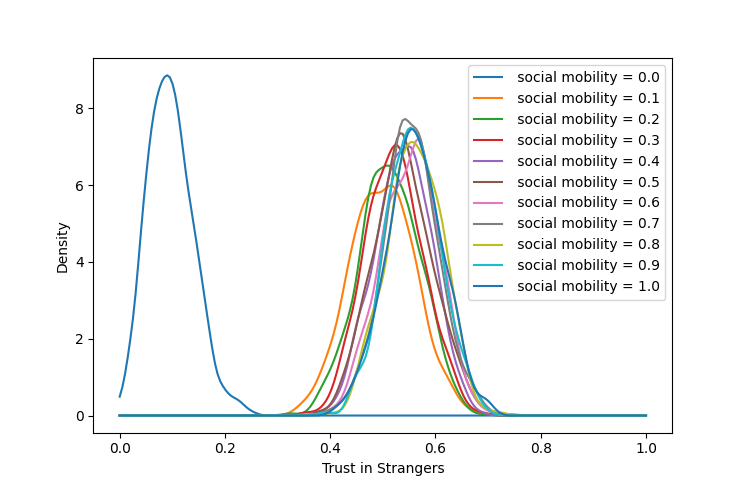 social mobility = 0.0
social mobility = 0.1
social mobility = 0.2
social mobility = 0.3
social mobility = 0.4
social mobility = 0.5
social mobility = 0.6
social mobility = 0.7
social mobility = 0.8
social mobility = 0.9
social mobility = 1.0
8
6
4
2
0
Density
0.0 0.2 0.4 0.6 0.8 1.0
Trust in Strangers